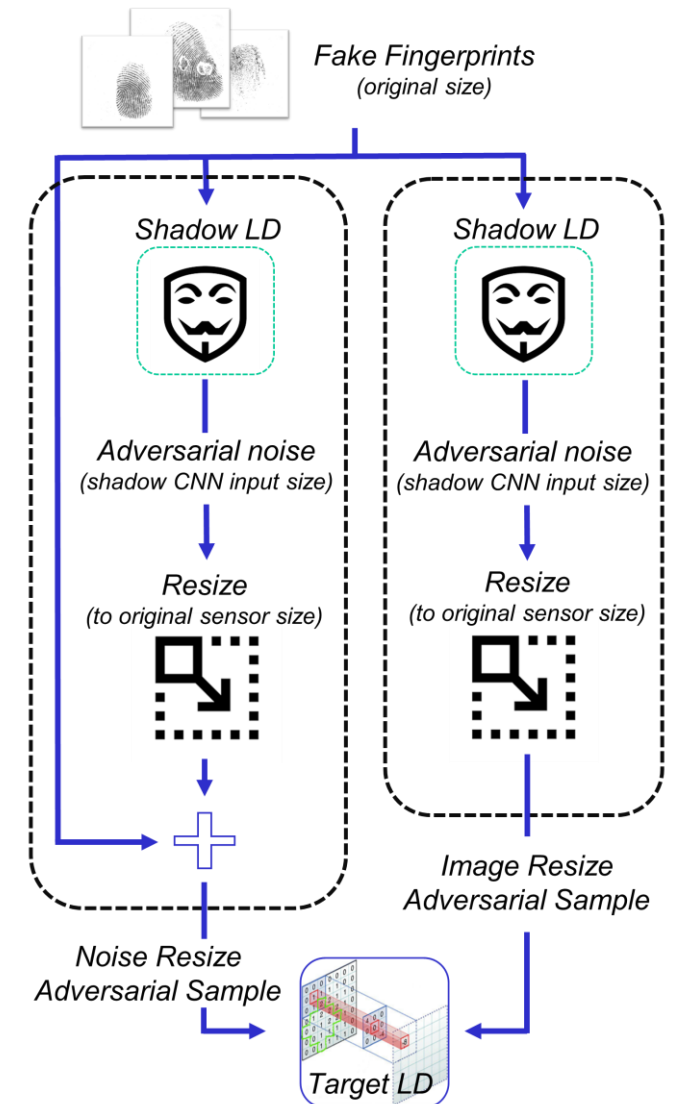 Fake Fingerprints
(original size)
Shadow LD
Adversarial noise
(shadow CNN input size)
Resize
(to original sensor size)
Noise Resize
Adversarial Sample
Shadow LD
Adversarial noise
(shadow CNN input size)
Resize
(to original sensor size)
Image Resize
Adversarial Sample
Target LD